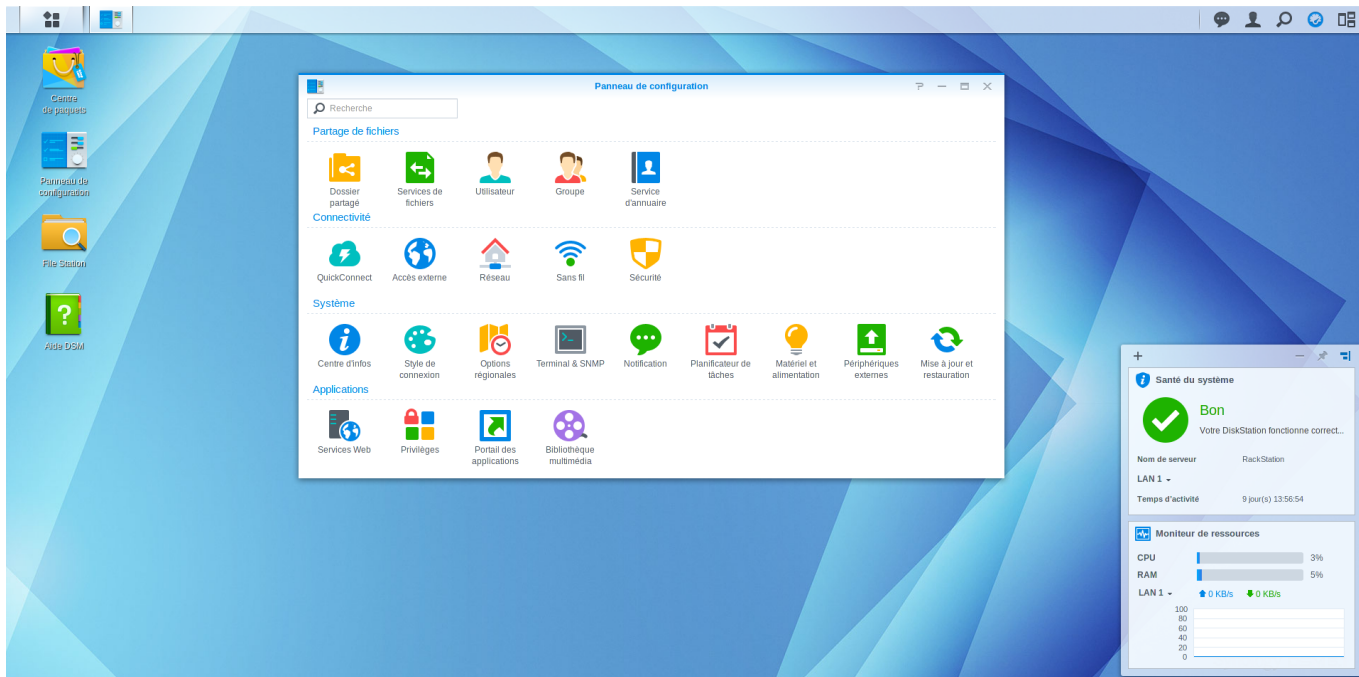 Centre
de paquets
Panneau de
configuration
File Station
Aide DSM
Panneau de configuration
Recherche
Partage de fichiers
Dossier
partagé
Services de
fichiers
Utilisateur
Groupe
Service
d'annuaire
Connectivité
QuickConnect
Accès externe
Réseau
Sans fil
Sécurité
Système
Centre d'infos
Style de
connexion
Options
régionales
Terminal & SNMP
Notification
Planificateur de
tâches
Matériel et
alimentation
Périphériques
externes
Mise à jour et
restauration
Applications
Services Web
Privilèges
Portail des
applications
Bibliothèque
multimédia
Santé du système
Bon
Votre DiskStation fonctionne correct...
Nom de serveur RackStation
LAN 1
Temps d'activité 9 jour(s) 13:56:54
Moniteur de ressources
CPU 3%
RAM 5%
LAN 1 0 KB/s 0 KB/s
100
80
60
40
20
0